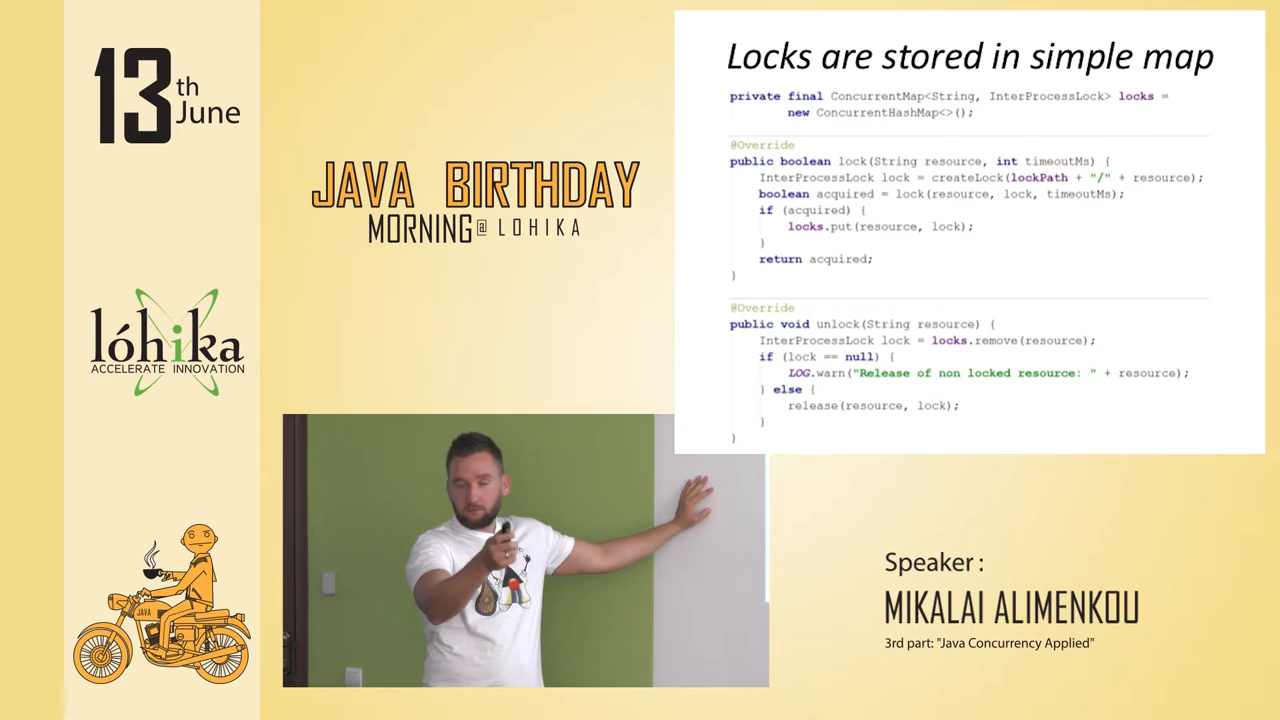 13th
June
lóhika
ACCELERATE INNOVATION
JAVA
JAVA BIRTHDAY
MORNING@LOHIKA
Locks are stored in simple map
private final ConcurrentMap<String, InterProcessLock> locks =
new ConcurrentHashMap<>();
@Override
public boolean lock(String resource, int timeoutMs) {
InterProcessLock lock = createLock(lockPath + "/" + resource);
boolean acquired = lock(resource, lock, timeoutMs);
if (acquired) {
locks.put(resource, lock);
}
return acquired;
}
@Override
public void unlock(String resource) {
InterProcessLock lock = locks.remove(resource);
if (lock == null) {
LOG.warn("Release of non locked resource: " + resource);
} else {
release(resource, lock);
}
}
Speaker :
MIKALAI ALIMENKOU
3rd part: "Java Concurrency Applied"